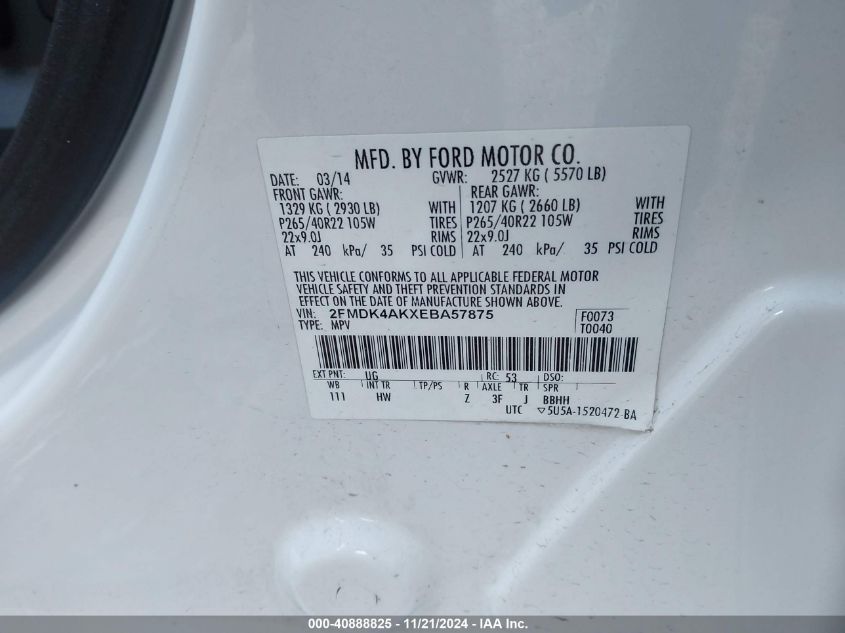 MFD. BY FORD MOTOR CO.
DATE: 03/14 GVWR: 2527 KG ( 5570 LB)
FRONT GAWR: REAR GAWR:
1329 KG ( 2930 LB) WITH 1207 KG ( 2660 LB) WITH
P265/40R22 105W TIRES P265/40R22 105W TIRES
22x9.0J RIMS 22x9.0J RIMS
AT 240 kPa/ 35 PSI COLD AT 240 kPa/ 35 PSI COLD
THIS VEHICLE CONFORMS TO ALL APPLICABLE FEDERAL MOTOR
VEHICLE SAFETY AND THEFT PREVENTION STANDARDS IN
EFFECT ON THE DATE OF MANUFACTURE SHOWN ABOVE.
VIN: 2FMDK4AKXEBA57875 F0073
TYPE: MPV T0040
EXT PNT: UG RC: 53 DSO:
WB INT TR TP/PS R AXLE TR SPR
111 HW Z 3F J BBHH
UTC ▽5U5A-1520472-BA
000-40888825 - 11/21/2024 - IAA Inc.